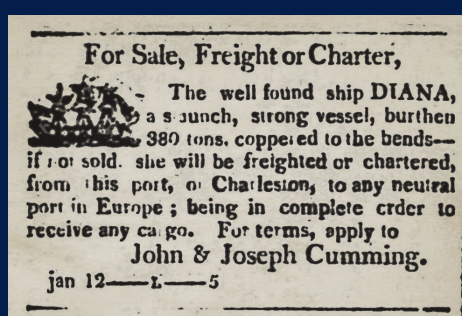 For Sale, Freight or Charter,
The well found ship DIANA,
a staunch, strong vessel, burthen
380 tons, coppered to the bends—
if not sold, she will be freighted or chartered,
from this port, or Charleston, to any neutral
port in Europe ; being in complete order to
receive any cargo. For terms, apply to
John & Joseph Cumming.
jan 12——L——5